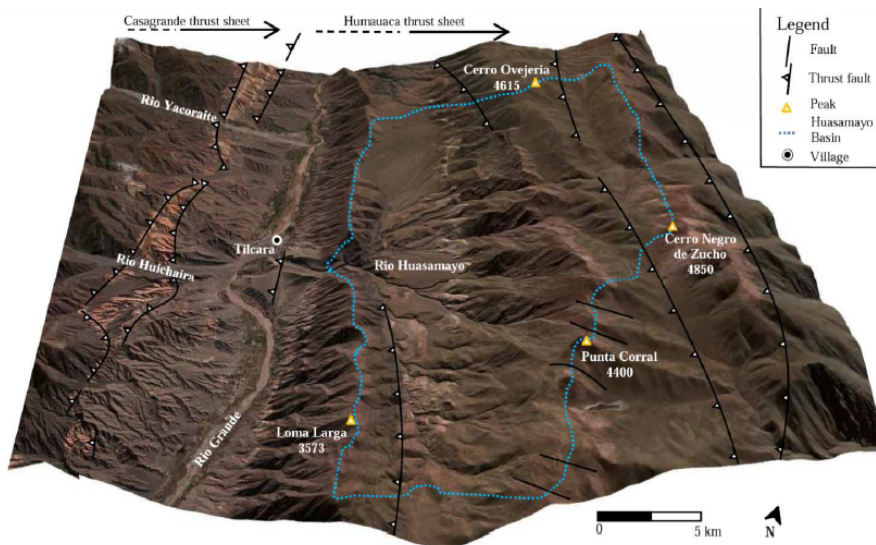 Casagrande thrust sheet
Humauaca thrust sheet
Legend
Fault
Thrust fault
Peak
Huasamayo
Basin
Village
Cerro Ovejeria
4615
Rio Yacoraite
Tilcara
Rio Huichaira
Rio Huasamayo
Cerro Negro
de Zucho
4850
Punta Corral
4400
Loma Larga
3573
Rio Grande
0
5 km
N